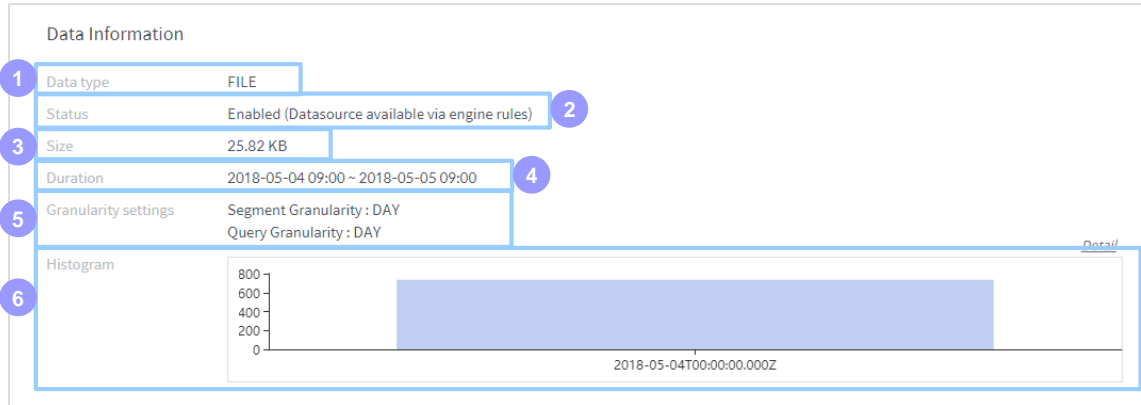 Data Information
1 Data type FILE
Status Enabled (Datasource available via engine rules) 2
3 Size 25.82 KB
Duration 2018-05-04 09:00 ~ 2018-05-05 09:00 4
5 Granularity settings Segment Granularity : DAY
Query Granularity : DAY
Detail
6 Histogram
800
600
400
200
0
2018-05-04T00:00:00.000Z